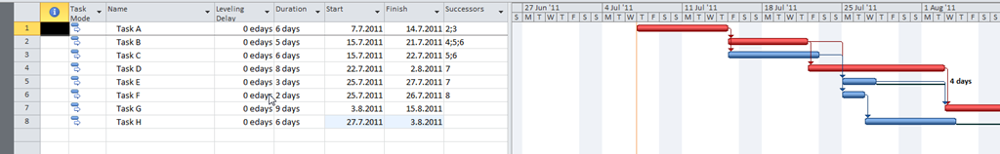 Task Mode Name Leveling Delay Duration Start Finish Successors
1 Task A 0 edays 6 days 7.7.2011 14.7.2011 2;3
2 Task B 0 edays 5 days 15.7.2011 21.7.2011 4;5;6
3 Task C 0 edays 6 days 15.7.2011 22.7.2011 5;6
4 Task D 0 edays 8 days 22.7.2011 2.8.2011 7
5 Task E 0 edays 3 days 25.7.2011 27.7.2011 7
6 Task F 0 edays 2 days 25.7.2011 26.7.2011 8
7 Task G 0 edays 9 days 3.8.2011 15.8.2011
8 Task H 0 edays 6 days 27.7.2011 3.8.2011
27 Jun '11 4 Jul '11 11 Jul '11 18 Jul '11 25 Jul '11 1 Aug '11
S M T W T F S S M T W T F S S M T W T F S S M T W T F S S M T W T F S S M T W T F S
4 days